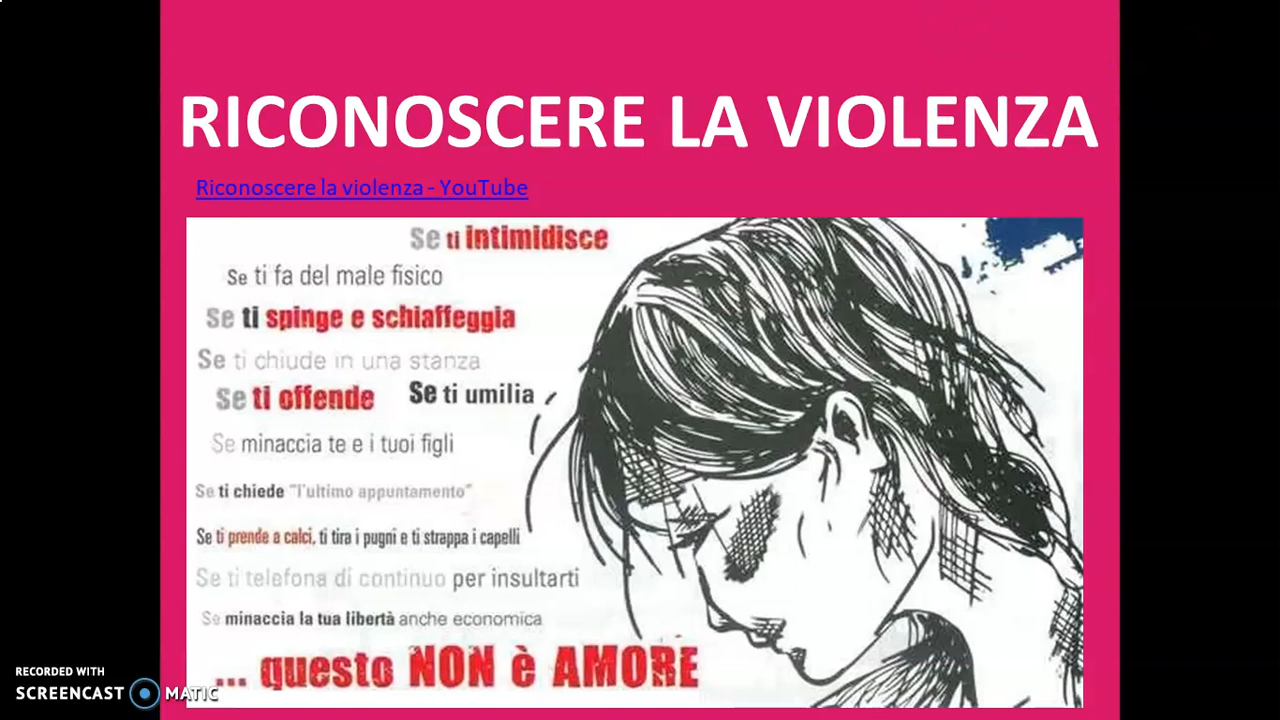 RICONOSCERE LA VIOLENZA
Riconoscere la violenza - YouTube
Se ti intimidisce
Se ti fa del male fisico
Se ti spinge e schiaffeggia
Se ti chiude in una stanza
Se ti offende Se ti umilia
Se minaccia te e i tuoi figli
Se ti chiede "l'ultimo appuntamento"
Se ti prende a calci, ti tira i pugni e ti strappa i capelli
Se ti telefona di continuo per insultarti
Se minaccia la tua libertà anche economica
... questo NON è AMORE
RECORDED WITH
SCREENCAST MATIC